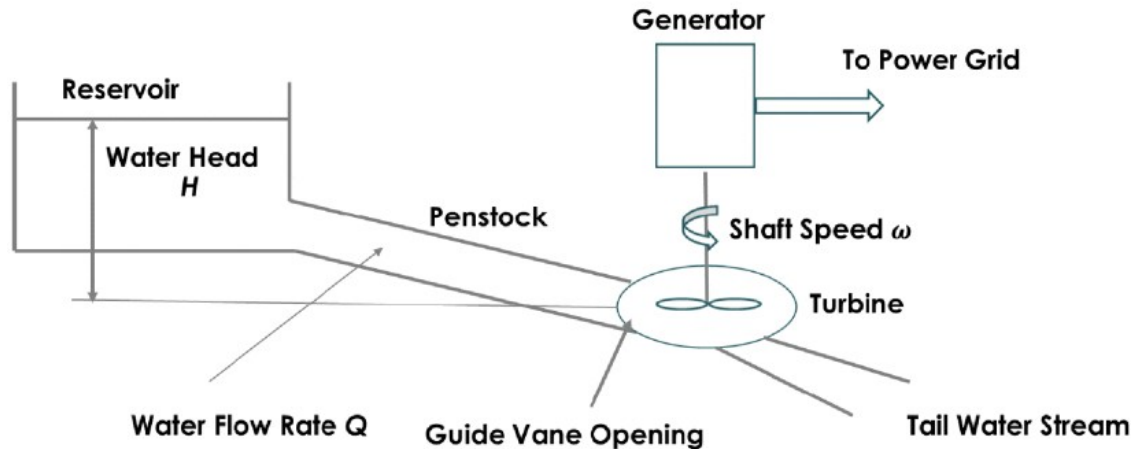 Generator
To Power Grid
Reservoir
Water Head
H
Penstock
Shaft Speed ω
Turbine
Water Flow Rate Q
Guide Vane Opening
Tail Water Stream